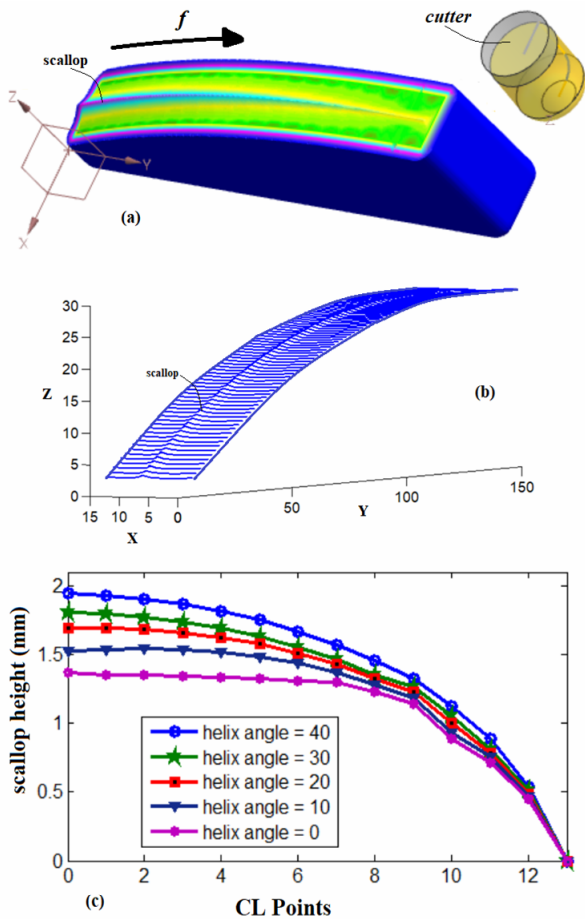 f
cutter
scallop
Z
Y
X
(a)
30
25
20
15
10
5
0
Z
scallop
(b)
15
10
5
0
50
100
150
X
Y
2
1.5
1
0.5
0
scallop height (mm)
helix angle = 40
helix angle = 30
helix angle = 20
helix angle = 10
helix angle = 0
0
2
4
6
8
10
12
(c)
CL Points